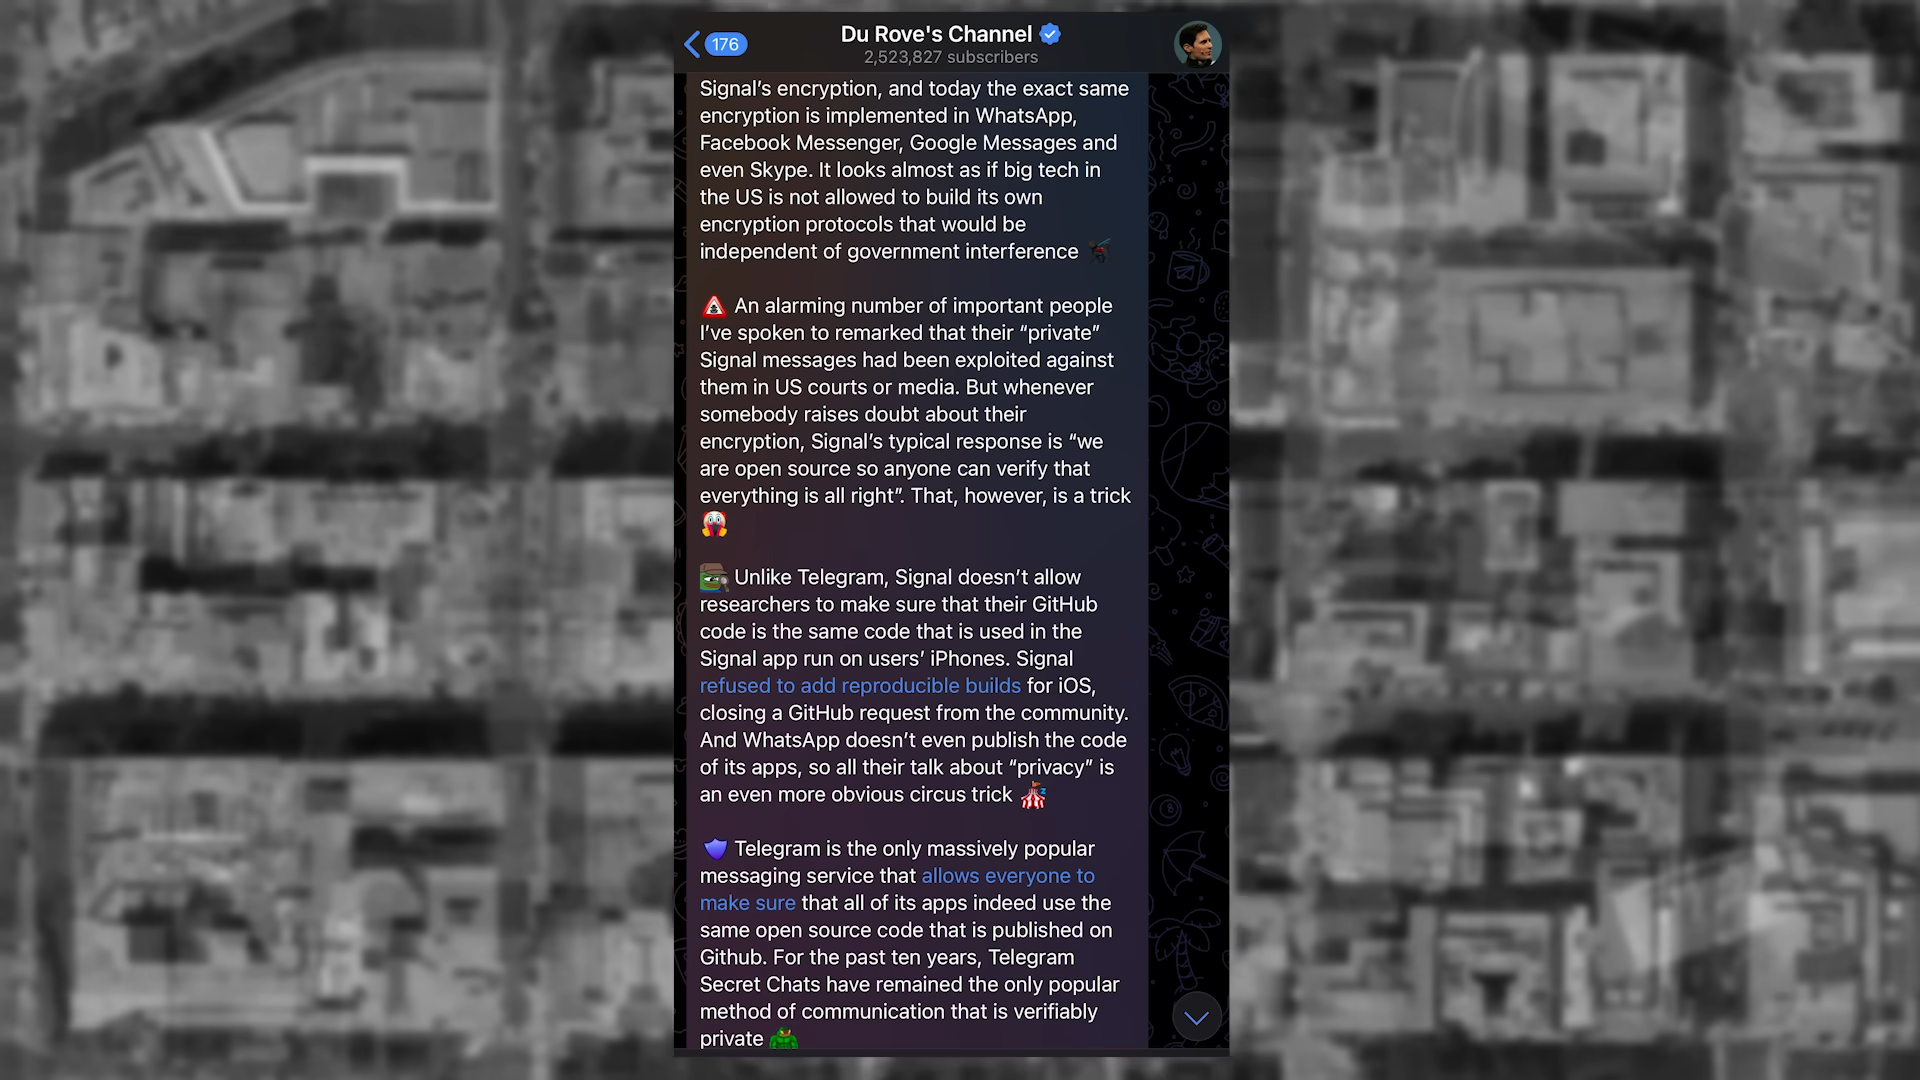 176
Du Rove's Channel
2,523,827 subscribers
Signal’s encryption, and today the exact same
encryption is implemented in WhatsApp,
Facebook Messenger, Google Messages and
even Skype. It looks almost as if big tech in
the US is not allowed to build its own
encryption protocols that would be
independent of government interference
An alarming number of important people
I’ve spoken to remarked that their “private”
Signal messages had been exploited against
them in US courts or media. But whenever
somebody raises doubt about their
encryption, Signal’s typical response is “we
are open source so anyone can verify that
everything is all right”. That, however, is a trick
Unlike Telegram, Signal doesn’t allow
researchers to make sure that their GitHub
code is the same code that is used in the
Signal app run on users’ iPhones. Signal
refused to add reproducible builds for iOS,
closing a GitHub request from the community.
And WhatsApp doesn’t even publish the code
of its apps, so all their talk about “privacy” is
an even more obvious circus trick
Telegram is the only massively popular
messaging service that allows everyone to
make sure that all of its apps indeed use the
same open source code that is published on
Github. For the past ten years, Telegram
Secret Chats have remained the only popular
method of communication that is verifiably
private